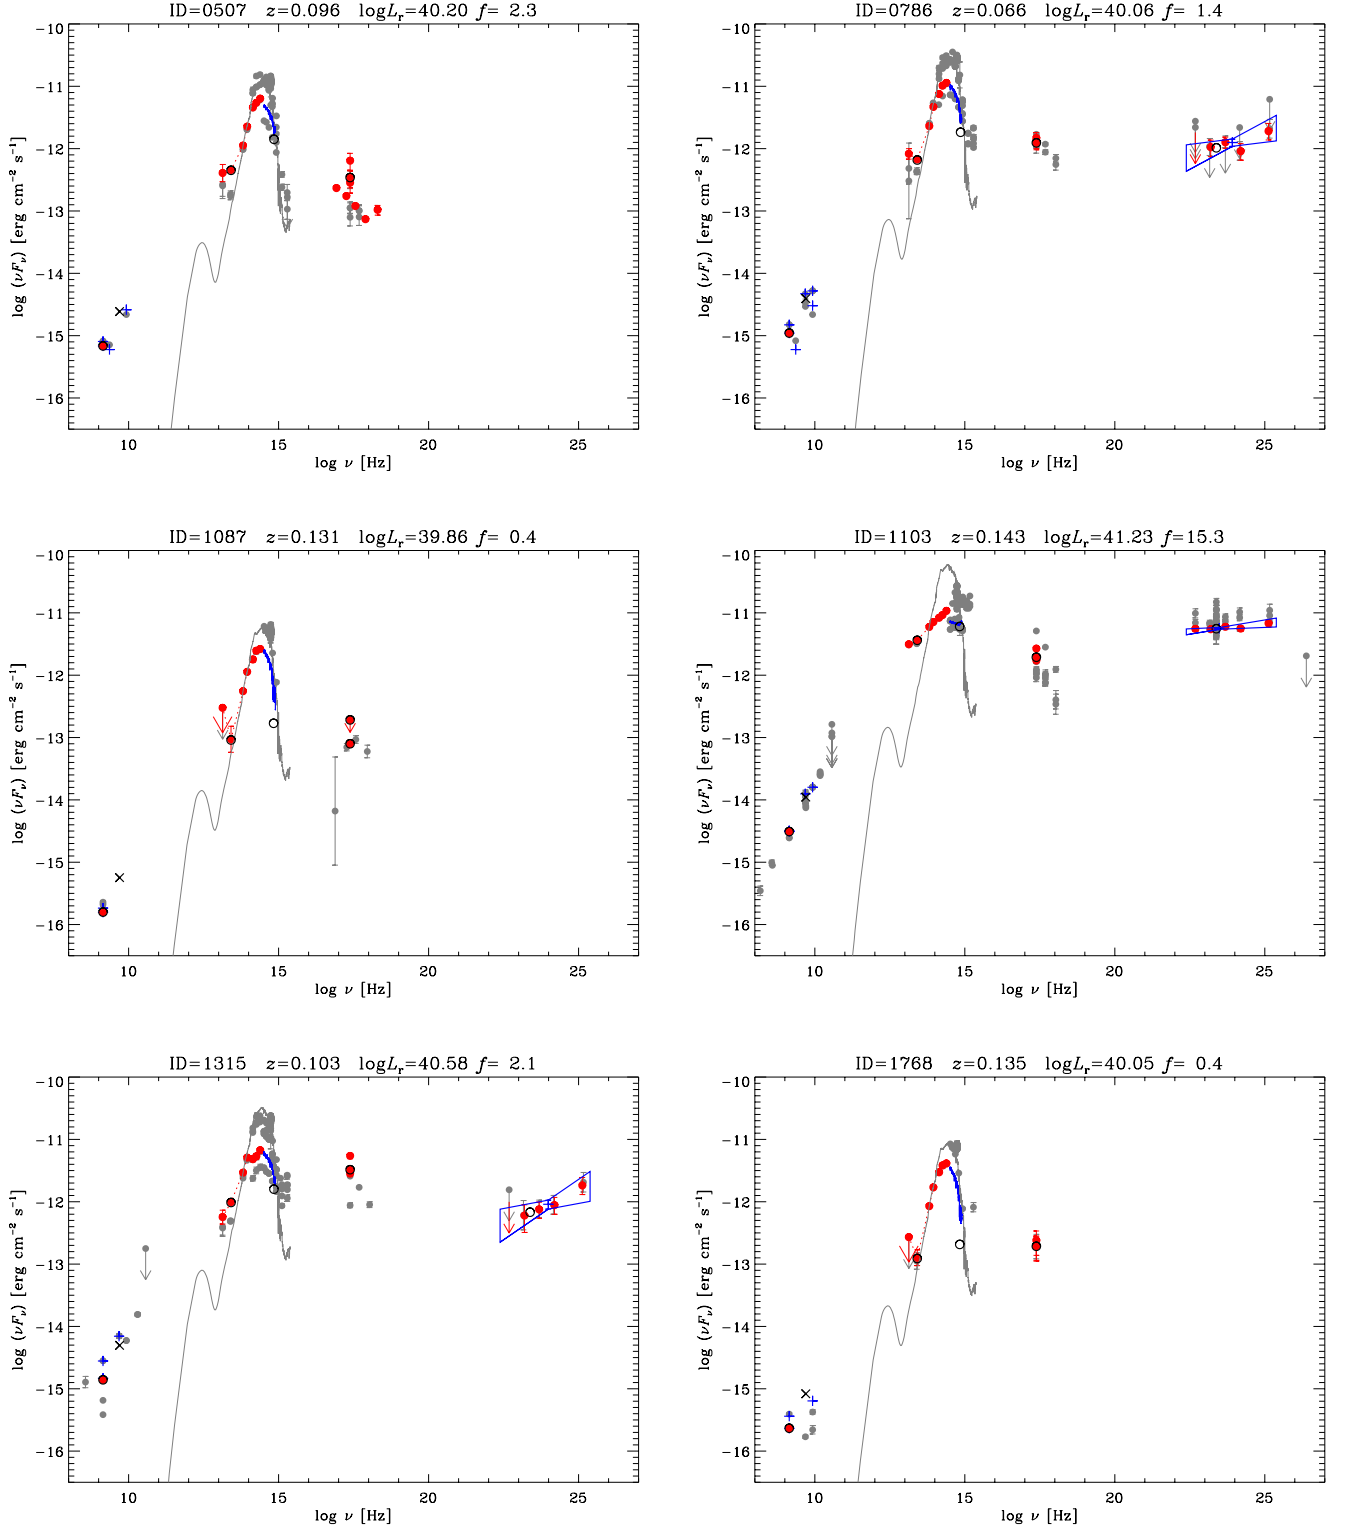 ID=0507 z=0.096 logLr=40.20 f= 2.3
−10
−11
−12
−13
−14
−15
−16
log (νFν) [erg cm−2 s−1]
10 15 20 25
log ν [Hz]
ID=0786 z=0.066 logLr=40.06 f= 1.4
−10
−11
−12
−13
−14
−15
−16
log (νFν) [erg cm−2 s−1]
10 15 20 25
log ν [Hz]
ID=1087 z=0.131 logLr=39.86 f= 0.4
−10
−11
−12
−13
−14
−15
−16
log (νFν) [erg cm−2 s−1]
10 15 20 25
log ν [Hz]
ID=1103 z=0.143 logLr=41.23 f=15.3
−10
−11
−12
−13
−14
−15
−16
log (νFν) [erg cm−2 s−1]
10 15 20 25
log ν [Hz]
ID=1315 z=0.103 logLr=40.58 f= 2.1
−10
−11
−12
−13
−14
−15
−16
log (νFν) [erg cm−2 s−1]
10 15 20 25
log ν [Hz]
ID=1768 z=0.135 logLr=40.05 f= 0.4
−10
−11
−12
−13
−14
−15
−16
log (νFν) [erg cm−2 s−1]
10 15 20 25
log ν [Hz]